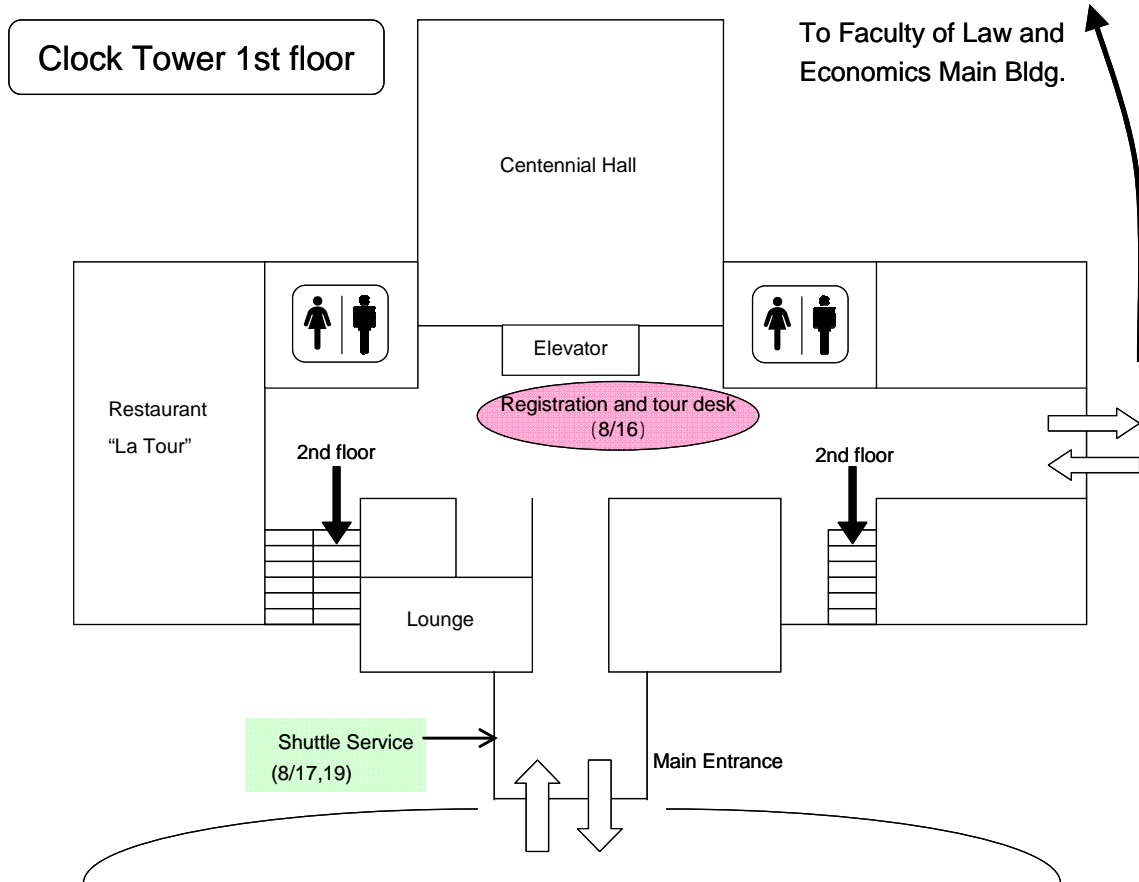 Clock Tower 1st floor
To Faculty of Law and
Economics Main Bldg.
Centennial Hall
Elevator
Registration and tour desk
(8/16)
Restaurant
“La Tour”
2nd floor
2nd floor
Lounge
Shuttle Service
(8/17,19)
Main Entrance